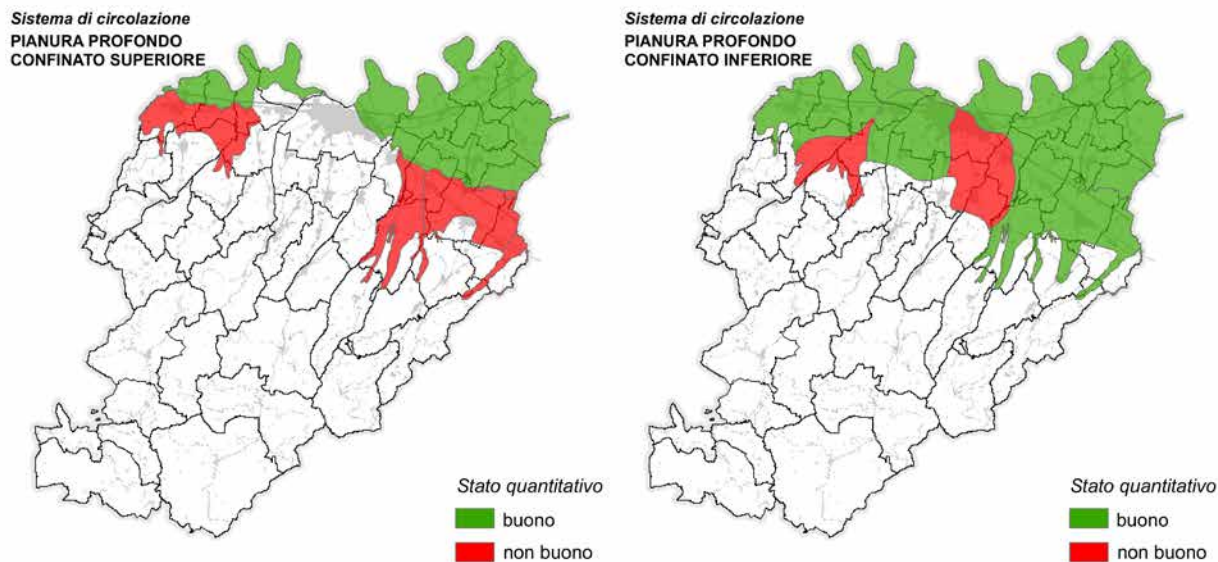 Sistema di circolazione
PIANURA PROFONDO
CONFINATO SUPERIORE
Stato quantitativo
buono
non buono
Sistema di circolazione
PIANURA PROFONDO
CONFINATO INFERIORE
Stato quantitativo
buono
non buono